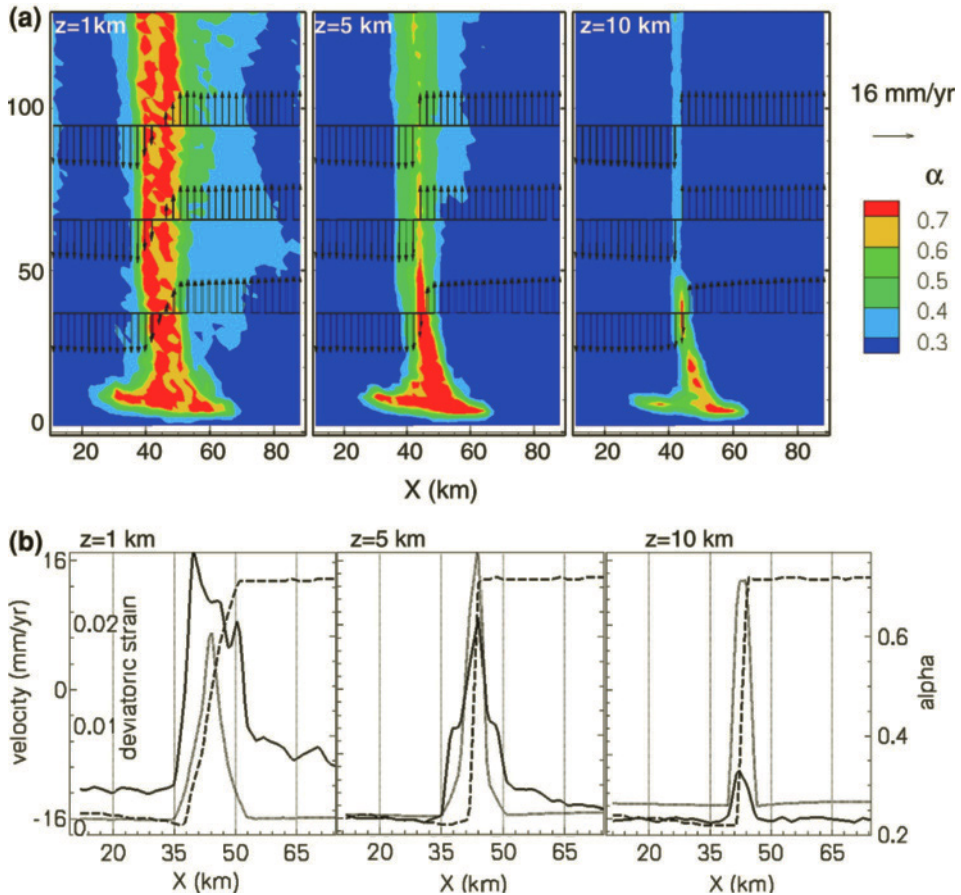 (a)
z=1km
z=5 km
z=10 km
100
50
0
20 40 60 80
20 40 60 80
20 40 60 80
X (km)
16 mm/yr
α
0.7
0.6
0.5
0.4
0.3
(b)
z=1 km
z=5 km
z=10 km
velocity (mm/yr)
16
0
-16
deviatoric strain
0.02
0.01
0
20 35 50 65
20 35 50 65
20 35 50 65
X (km)
X (km)
X (km)
0.6
0.4
0.2
alpha